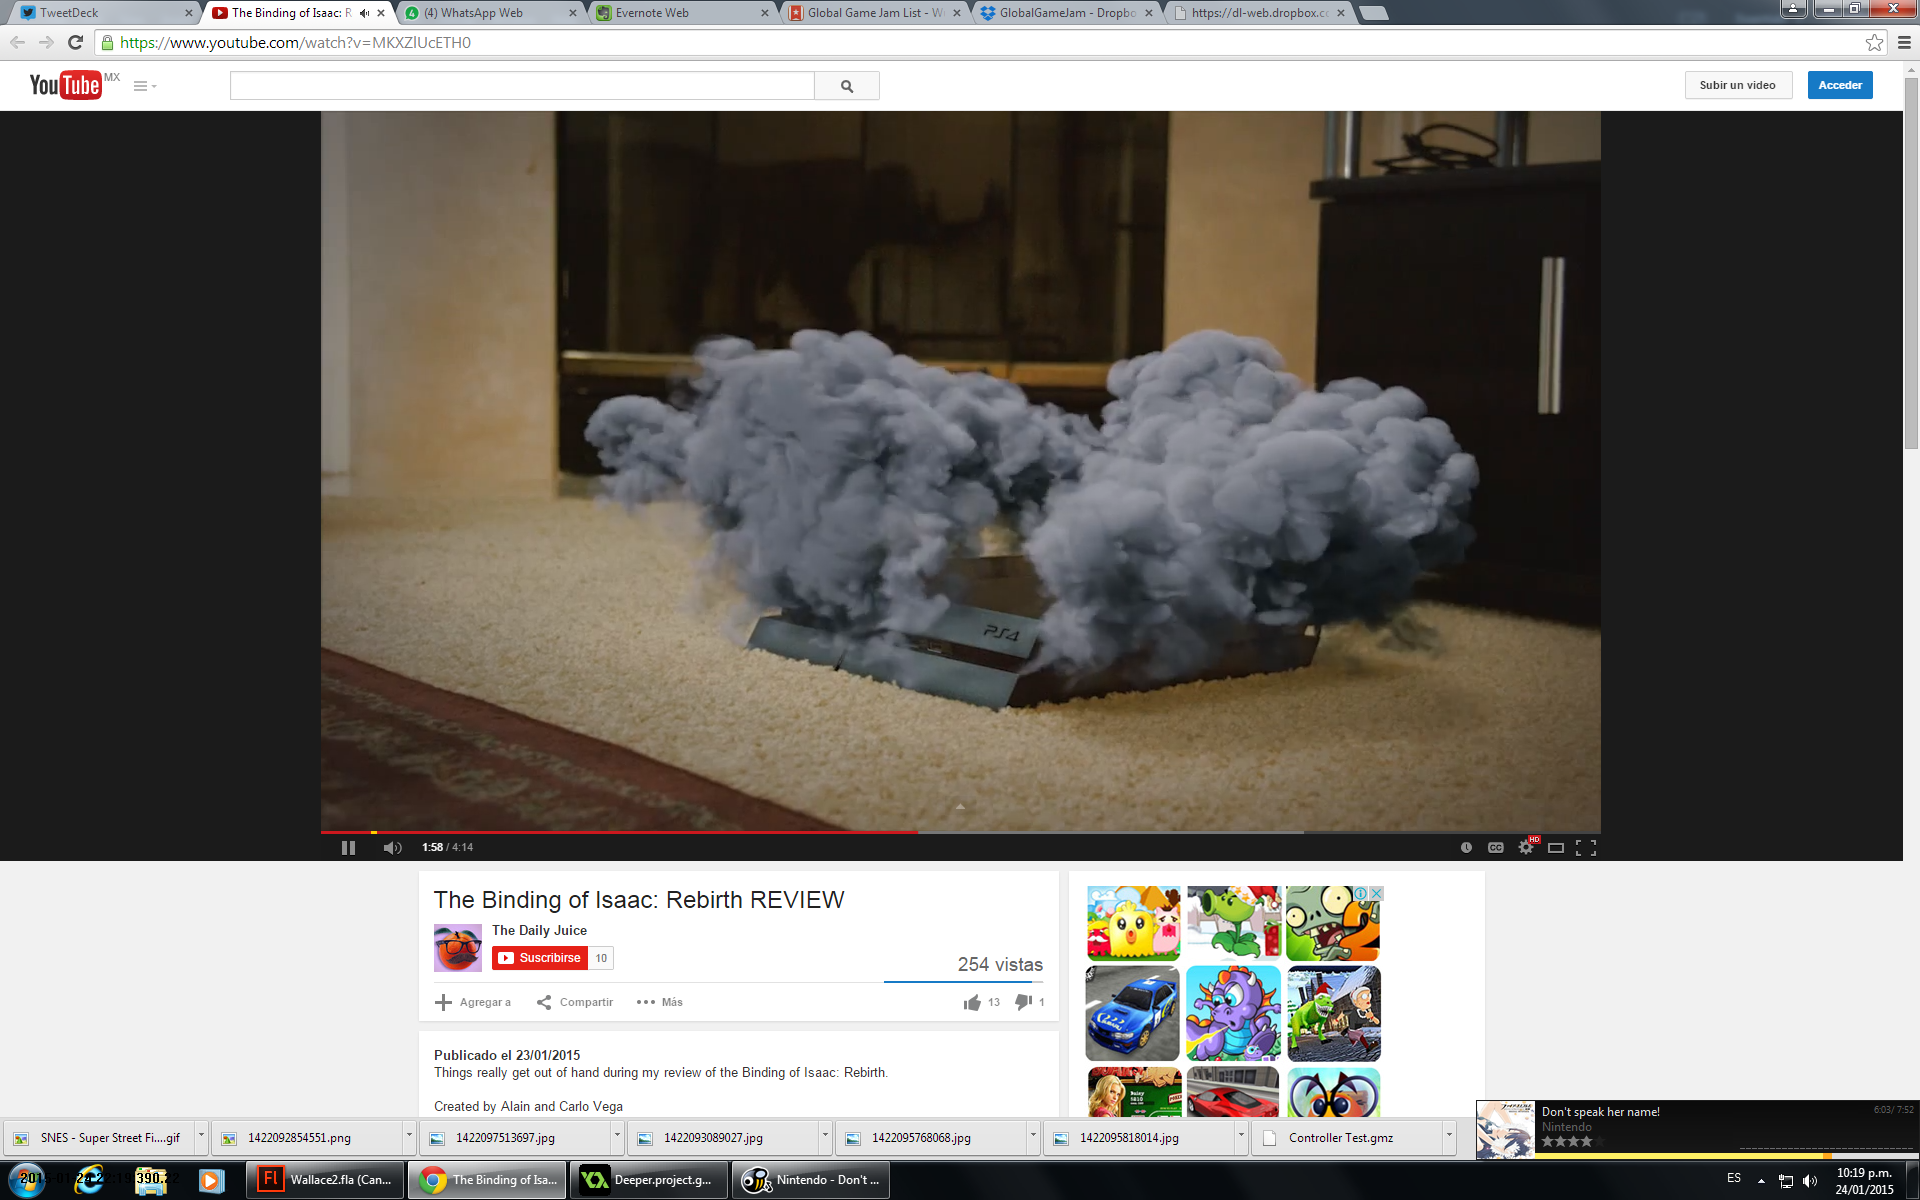 TweetDeck
The Binding of Isaac: R
(4) WhatsApp Web
Evernote Web
Global Game Jam List - W
GlobalGameJam - Dropbo
https://dl-web.dropbox.c
https://www.youtube.com/watch?v=MKXZlUcETH0
YouTube MX
Subir un video
Acceder
PS4
1:58 / 4:14
CC
HD
The Binding of Isaac: Rebirth REVIEW
The Daily Juice
Suscribirse 10
254 vistas
Agregar a
Compartir
Más
13
1
Publicado el 23/01/2015
Things really get out of hand during my review of the Binding of Isaac: Rebirth.
Created by Alain and Carlo Vega
2
Don't speak her name!
6:03/ 7:52
Nintendo
SNES - Super Street Fi....gif
1422092854551.png
1422097513697.jpg
1422093089027.jpg
1422095768068.jpg
1422095818014.jpg
Controller Test.gmz
Fl
Wallace2.fla (Can...
The Binding of Isa...
Deeper.project.g...
Nintendo - Don't ...
ES
10:19 p.m.
24/01/2015